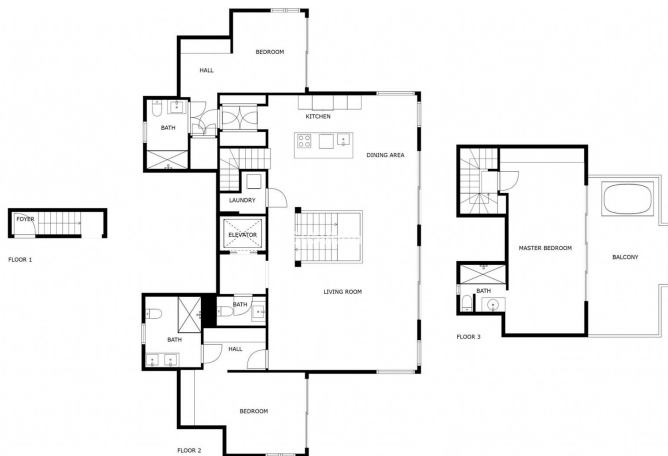 BEDROOM
HALL
KITCHEN
BATH
DINING AREA
LAUNDRY
FOYER
ELEVATOR
MASTER BEDROOM
BALCONY
FLOOR 1
LIVING ROOM
BATH
BATH
BATH
FLOOR 3
HALL
BEDROOM
FLOOR 2